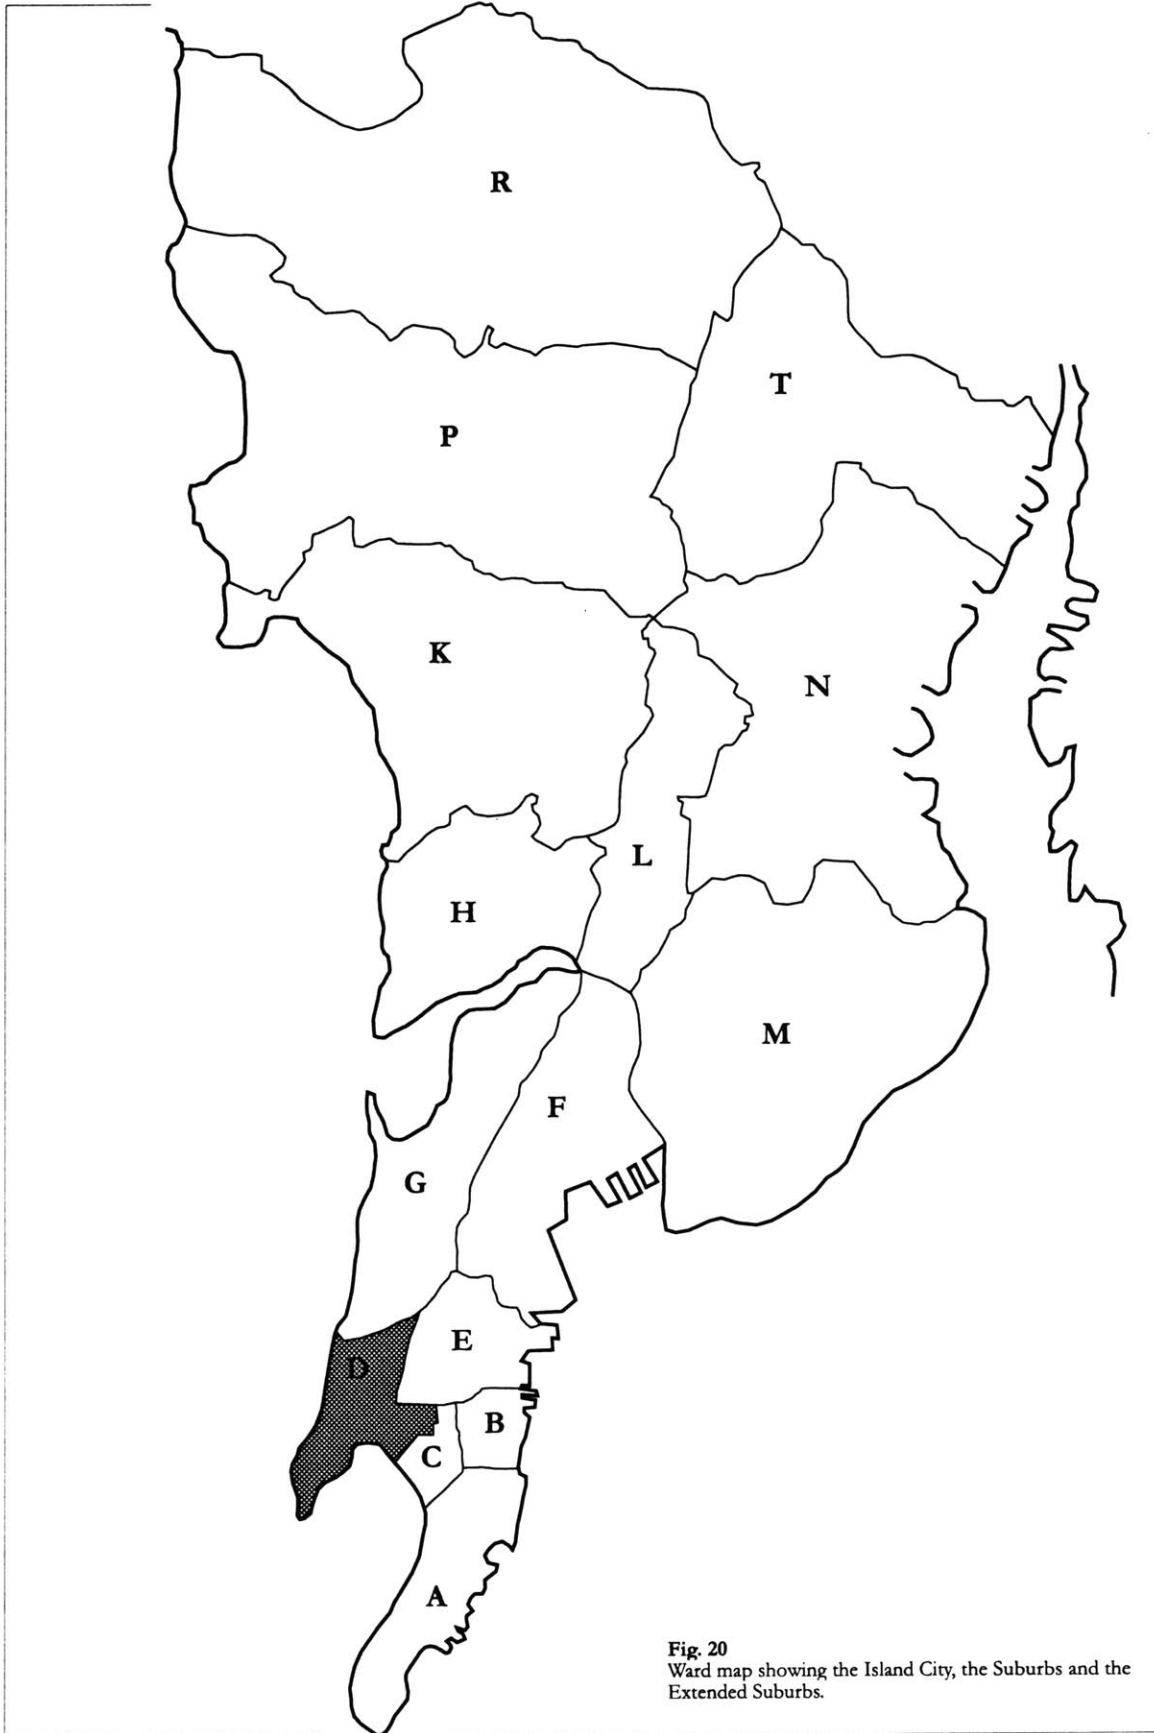 R
T
P
K
N
L
H
M
F
G
E
D
B
C
A
Fig. 20
Ward map showing the Island City, the Suburbs and the
Extended Suburbs.